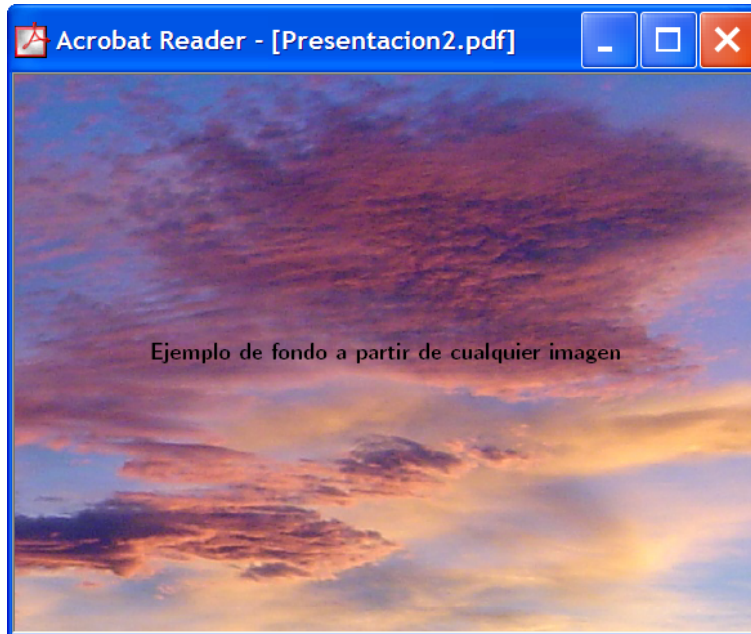 Acrobat Reader - [Presentacion2.pdf]
Ejemplo de fondo a partir de cualquier imagen